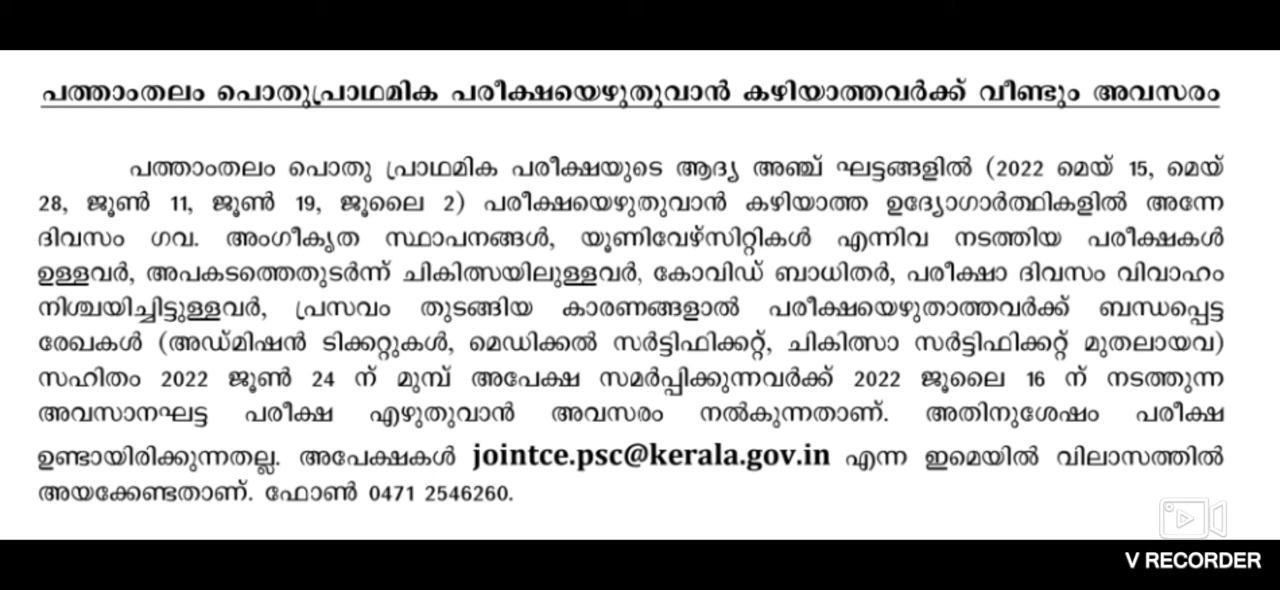 പത്താംതലം പൊതുപ്രാഥമിക പരീക്ഷയെഴുതുവാൻ കഴിയാത്തവർക്ക് വീണ്ടും അവസരം
പത്താംതലം പൊതു പ്രാഥമിക പരീക്ഷയുടെ ആദ്യ അഞ്ച് ഘട്ടങ്ങളിൽ (2022 മെയ് 15, മെയ്
28, ജൂൺ 11, ജൂൺ 19, ജൂലൈ 2) പരീക്ഷയെഴുതുവാൻ കഴിയാത്ത ഉദ്യോഗാർത്ഥികളിൽ അന്നേ
ദിവസം ഗവ. അംഗീകൃത സ്ഥാപനങ്ങൾ, യൂണിവേഴ്സിറ്റികൾ എന്നിവ നടത്തിയ പരീക്ഷകൾ
ഉള്ളവർ, അപകടത്തെതുടർന്ന് ചികിത്സയിലുള്ളവർ, കോവിഡ് ബാധിതർ, പരീക്ഷാ ദിവസം വിവാഹം
നിശ്ചയിച്ചിട്ടുള്ളവർ, പ്രസവം തുടങ്ങിയ കാരണങ്ങളാൽ പരീക്ഷയെഴുതാത്തവർക്ക് ബന്ധപ്പെട്ട
രേഖകൾ (അഡ്മിഷൻ ടിക്കറ്റുകൾ, മെഡിക്കൽ സർട്ടിഫിക്കറ്റ്, ചികിത്സാ സർട്ടിഫിക്കറ്റ് മുതലായവ)
സഹിതം 2022 ജൂൺ 24 ന് മുമ്പ് അപേക്ഷ സമർപ്പിക്കുന്നവർക്ക് 2022 ജൂലൈ 16 ന് നടത്തുന്ന
അവസാനഘട്ട പരീക്ഷ എഴുതുവാൻ അവസരം നൽകുന്നതാണ്. അതിനുശേഷം പരീക്ഷ
ഉണ്ടായിരിക്കുന്നതല്ല. അപേക്ഷകൾ jointce.psc@kerala.gov.in എന്ന ഇമെയിൽ വിലാസത്തിൽ
അയക്കേണ്ടതാണ്. ഫോൺ 0471 2546260.
V RECORDER